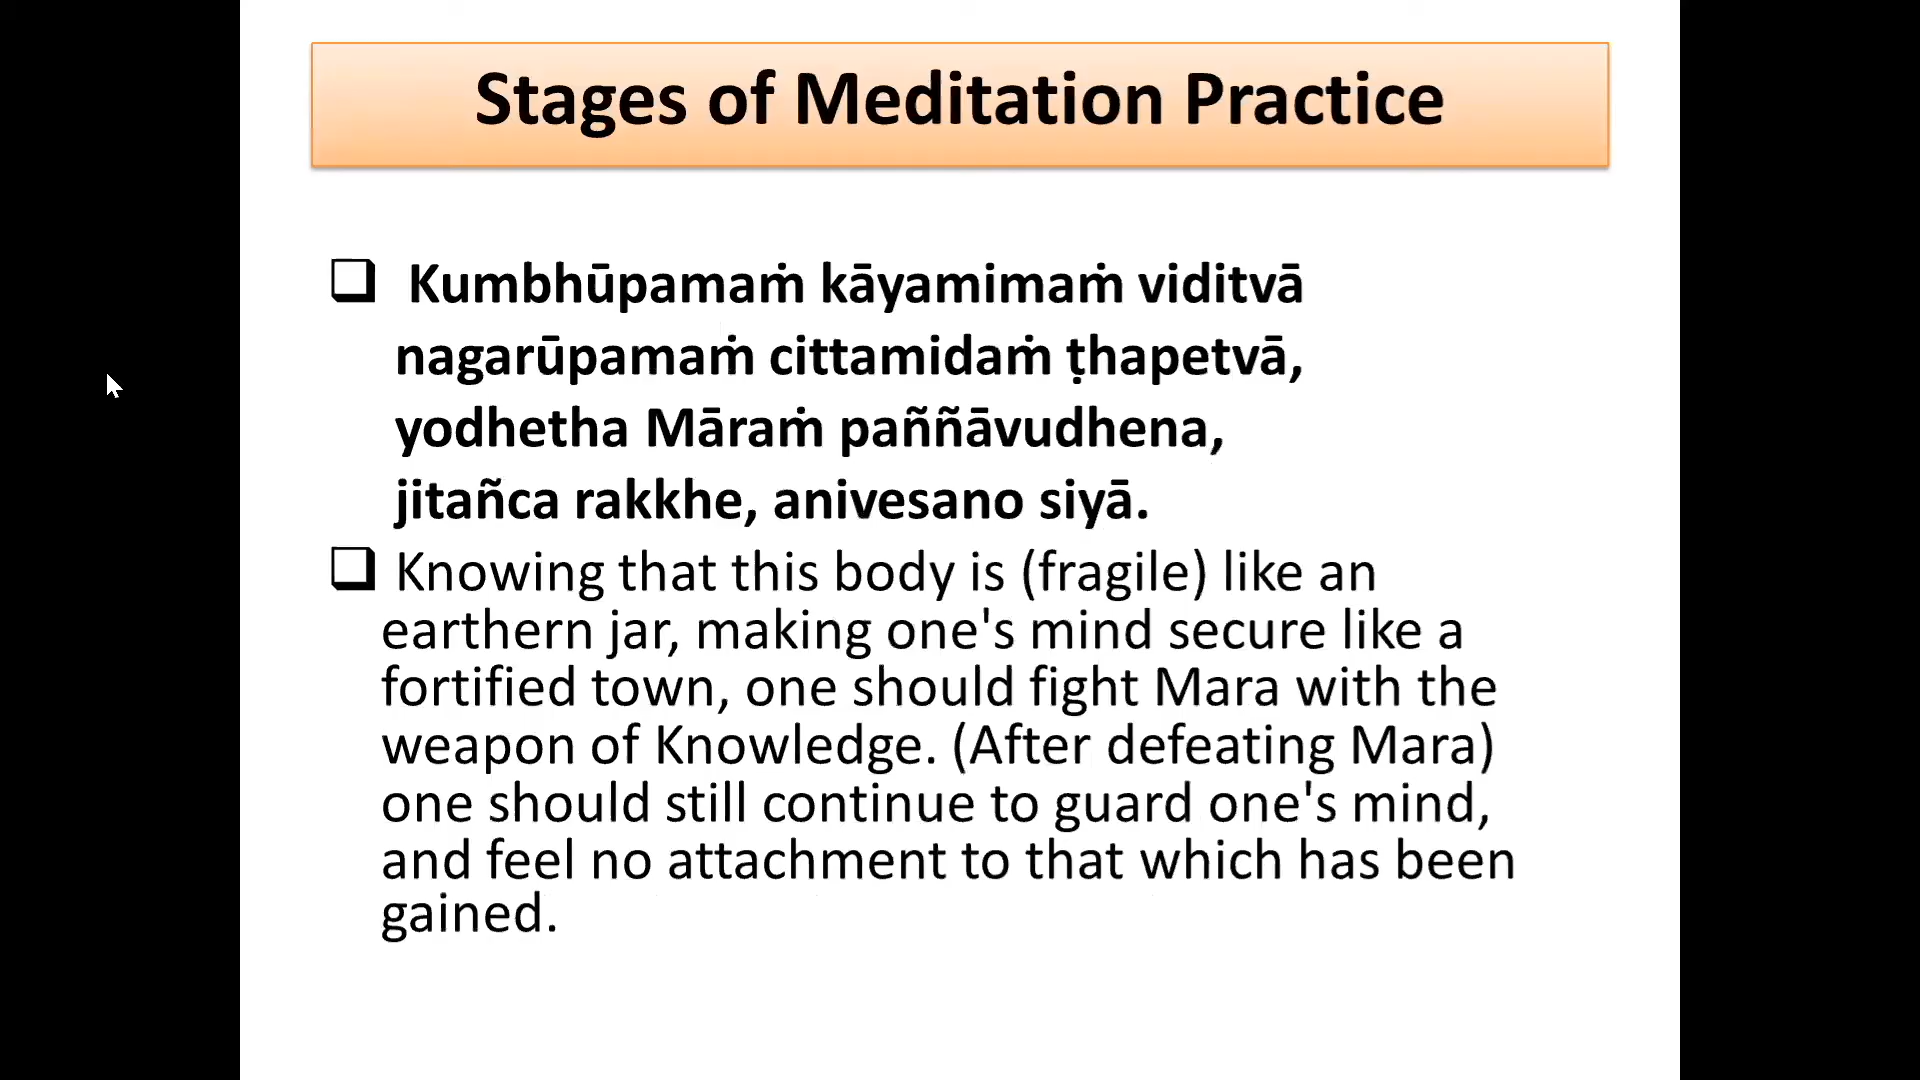 Stages of Meditation Practice
Kumbhūpamaṁ kāyamimaṁ viditvā
nagarūpamaṁ cittamidaṁ ṭhapetvā,
yodhetha Māraṁ paññāvudhena,
jitañca rakkhe, anivesano siyā.
Knowing that this body is (fragile) like an
earthern jar, making one's mind secure like a
fortified town, one should fight Mara with the
weapon of Knowledge. (After defeating Mara)
one should still continue to guard one's mind,
and feel no attachment to that which has been
gained.